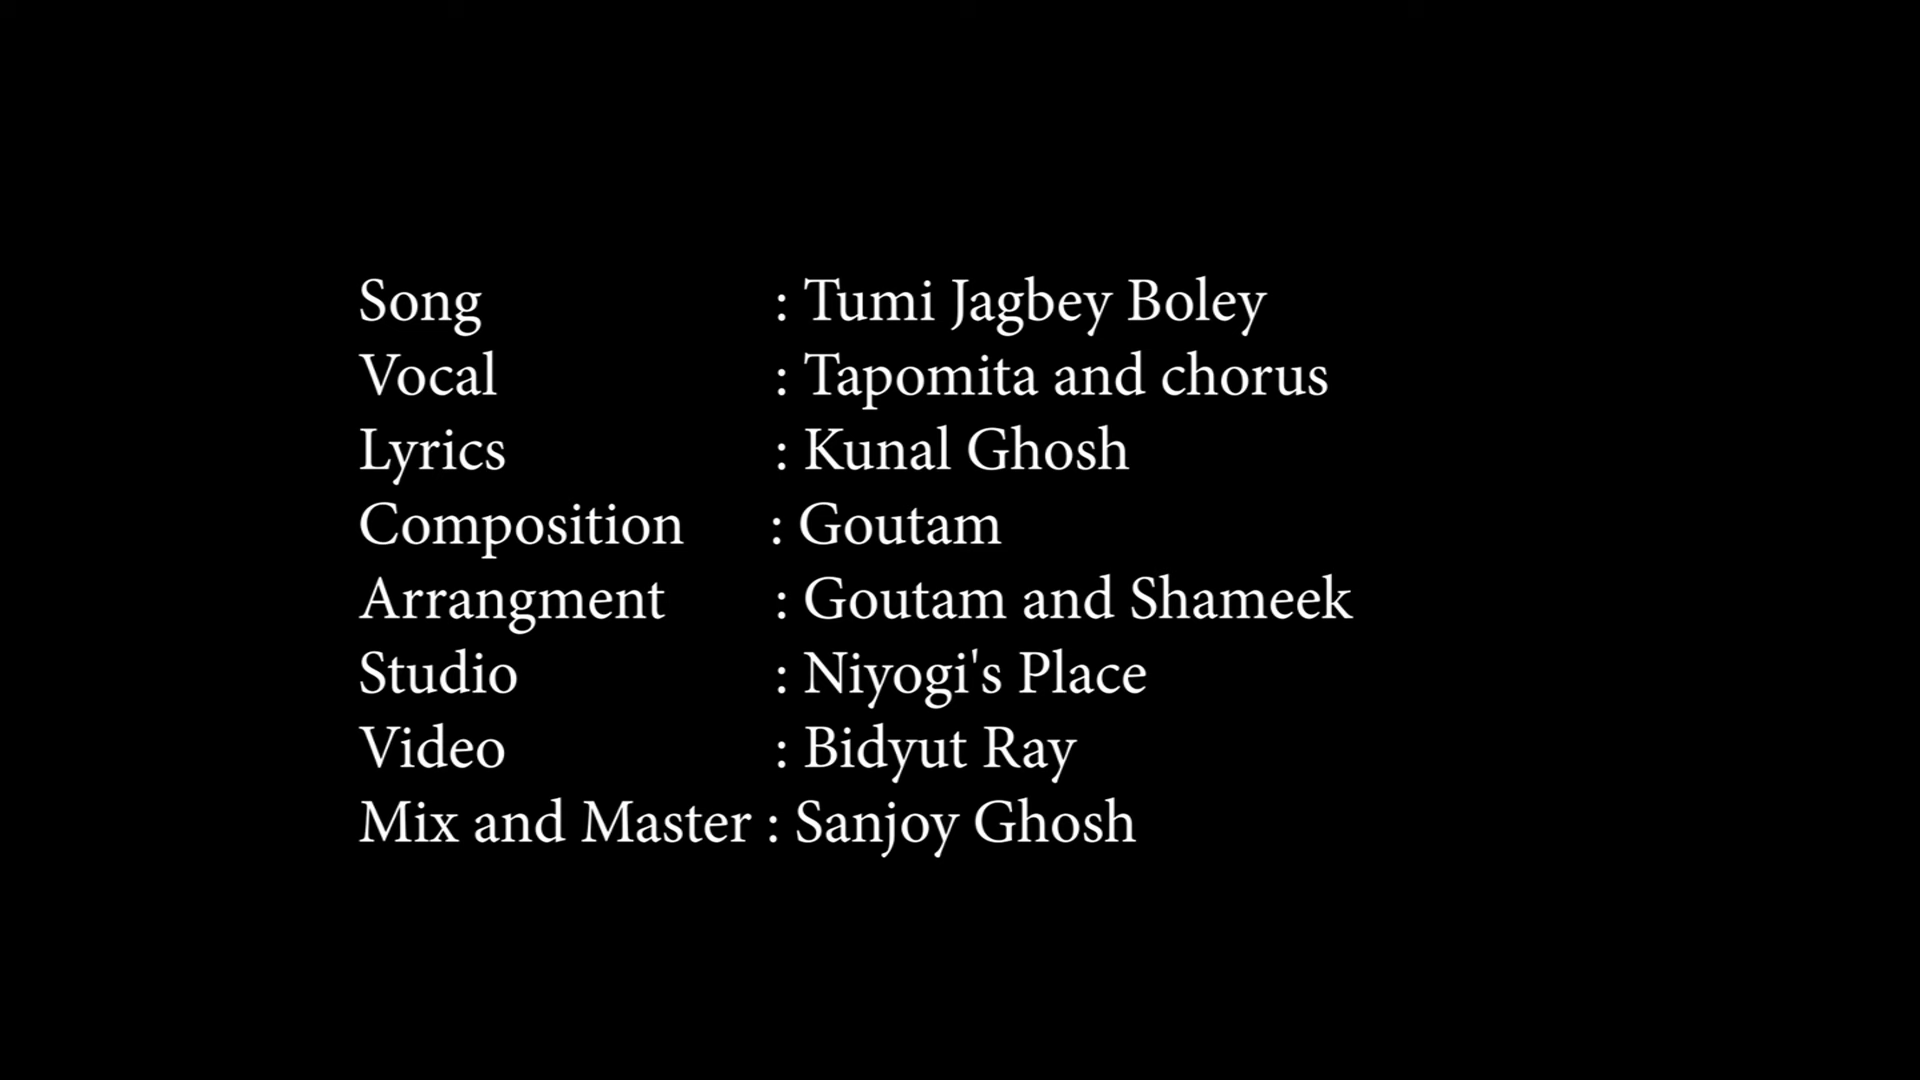 Song : Tumi Jagbey Boley
Vocal : Tapomita and chorus
Lyrics : Kunal Ghosh
Composition : Goutam
Arrangment : Goutam and Shameek
Studio : Niyogi's Place
Video : Bidyut Ray
Mix and Master : Sanjoy Ghosh